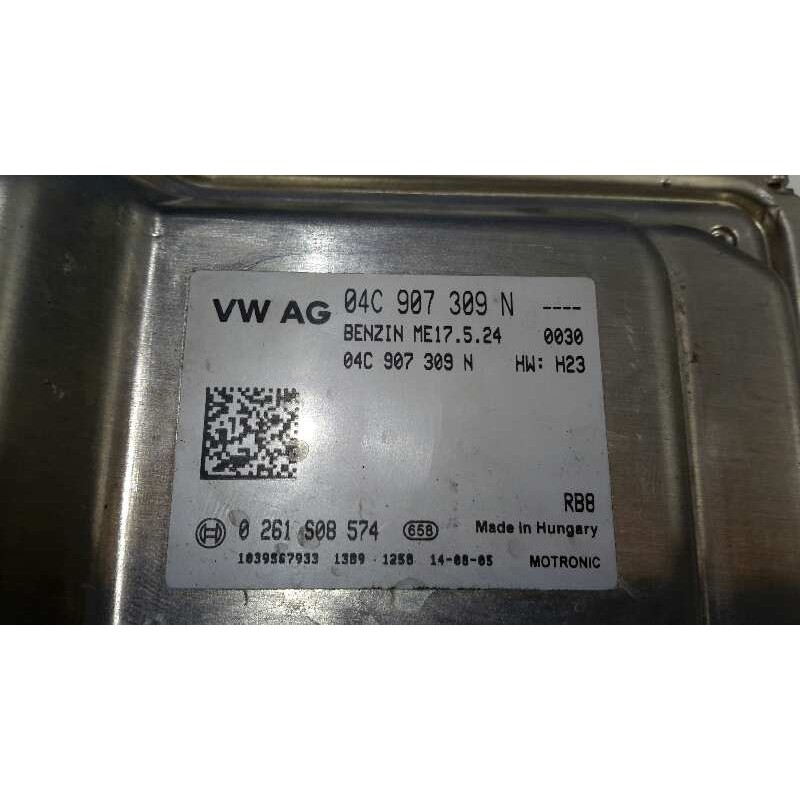 VW AG 04C 907 309 N ----
BENZIN ME17.5.24 0030
04C 907 309 N HW: H23
RB8
0 261 S08 574 658 Made in Hungary
1039S67933 1309 1258 14-08-05 MOTRONIC